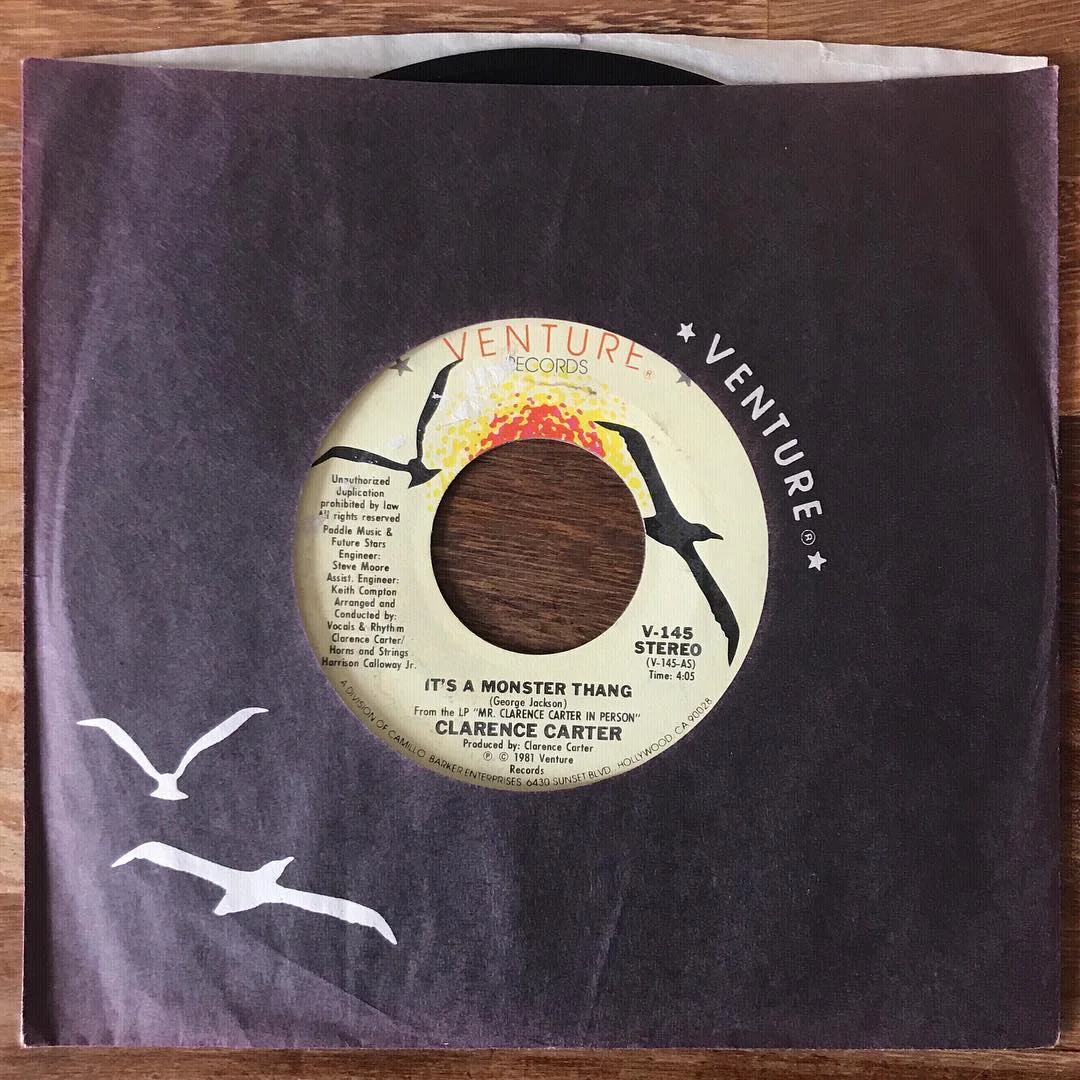 VENTURE®
RECORDS
★ VENTURE® ★
Unauthorized
duplication
prohibited by law
All rights reserved
Paddle Music &
Future Stars
Engineer:
Steve Moore
Assist. Engineer:
Keith Compton
Arranged and
Conducted by:
Vocals & Rhythm
Clarence Carter/
Horns and Strings
Harrison Calloway Jr.
V-145
STEREO
(V-145-AS)
Time: 4:05
IT'S A MONSTER THANG
(George Jackson)
From the LP "MR. CLARENCE CARTER IN PERSON"
CLARENCE CARTER
Produced by: Clarence Carter
℗ © 1981 Venture
Records
A DIVISION OF CAMILLO BARKER ENTERPRISES 6430 SUNSET BLVD HOLLYWOOD CA 90028